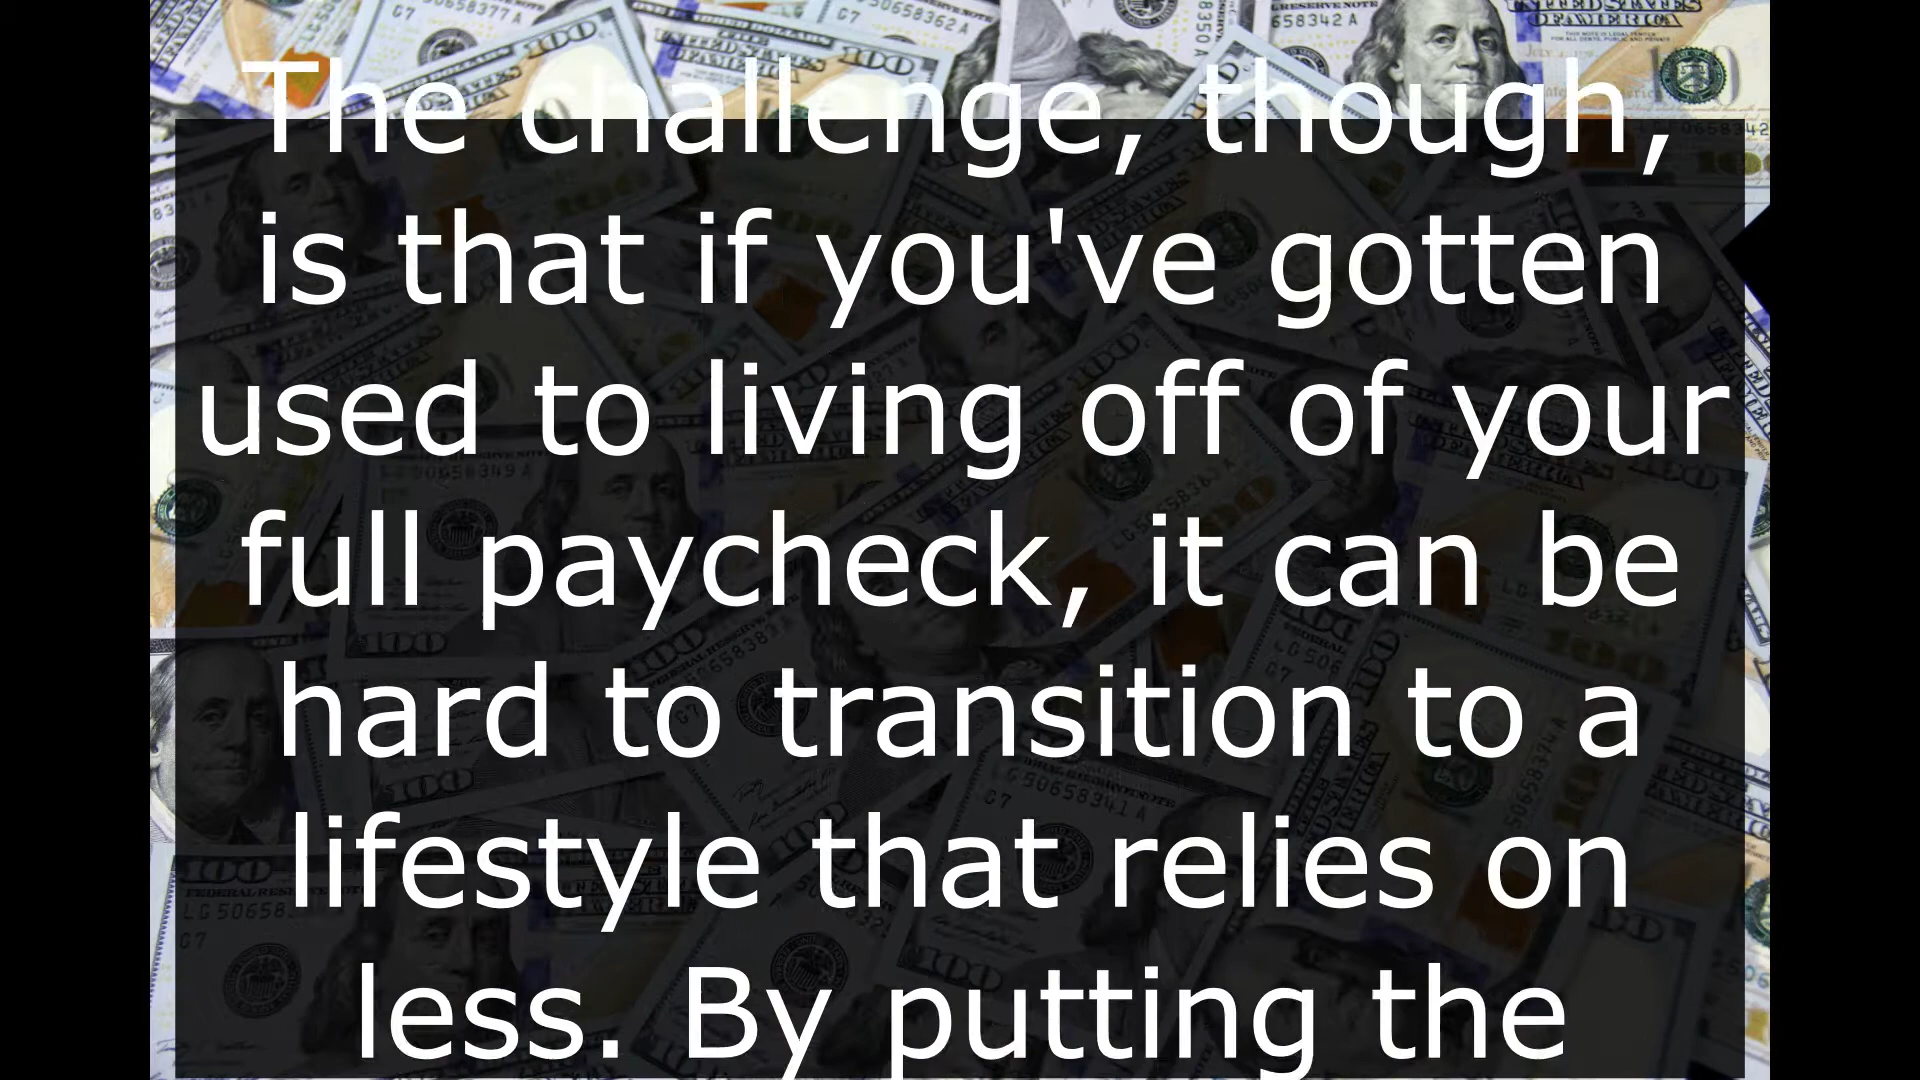 The challenge, though,
is that if you've gotten
used to living off of your
full paycheck, it can be
hard to transition to a
lifestyle that relies on
less. By putting the